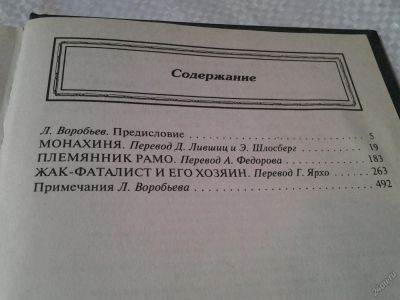 Содержание
Л. Воробьев. Предисловие 5
МОНАХИНЯ. Перевод Д. Лившиц и Э. Шлосберг 19
ПЛЕМЯННИК РАМО. Перевод А. Федорова 183
ЖАК-ФАТАЛИСТ И ЕГО ХОЗЯИН. Перевод Г. Ярхо 263
Примечания Л. Воробьева 492